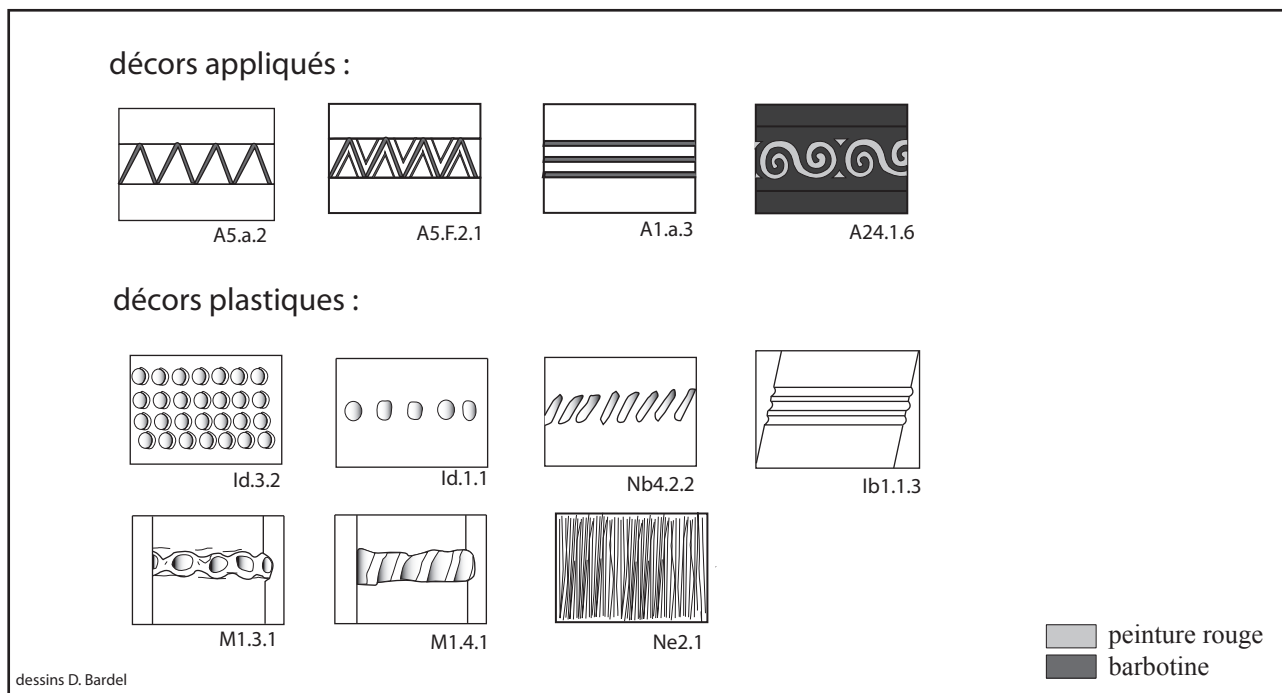 décors appliqués :
A5.a.2
A5.F.2.1
A1.a.3
A24.1.6
décors plastiques :
Id.3.2
Id.1.1
Nb4.2.2
Ib1.1.3
M1.3.1
M1.4.1
Ne2.1
peinture rouge
barbotine
dessins D. Bardel